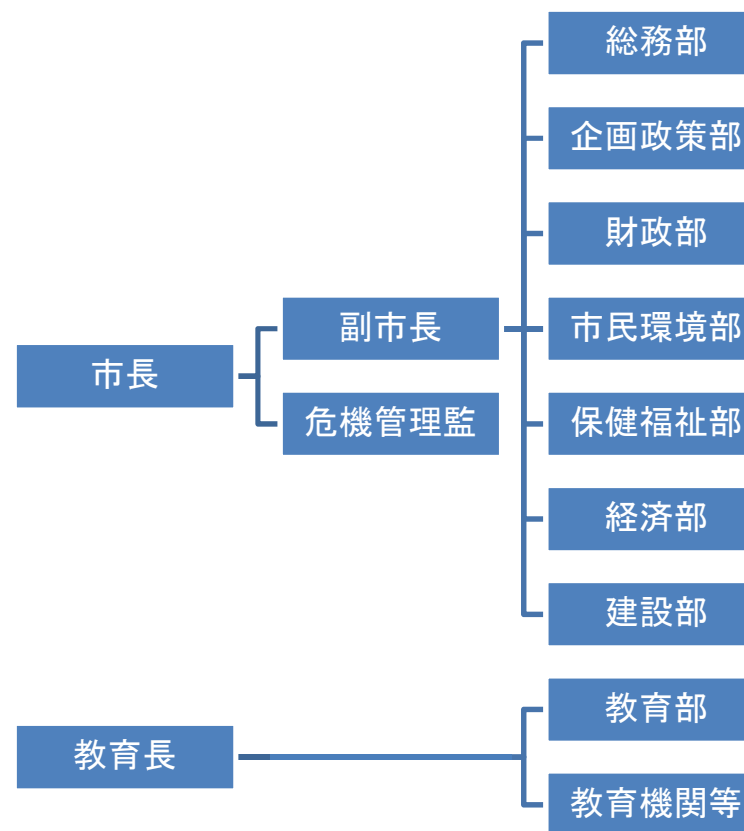 総務部
企画政策部
財政部
副市長
市民環境部
市長
危機管理監
保健福祉部
経済部
建設部
教育部
教育長
教育機関等